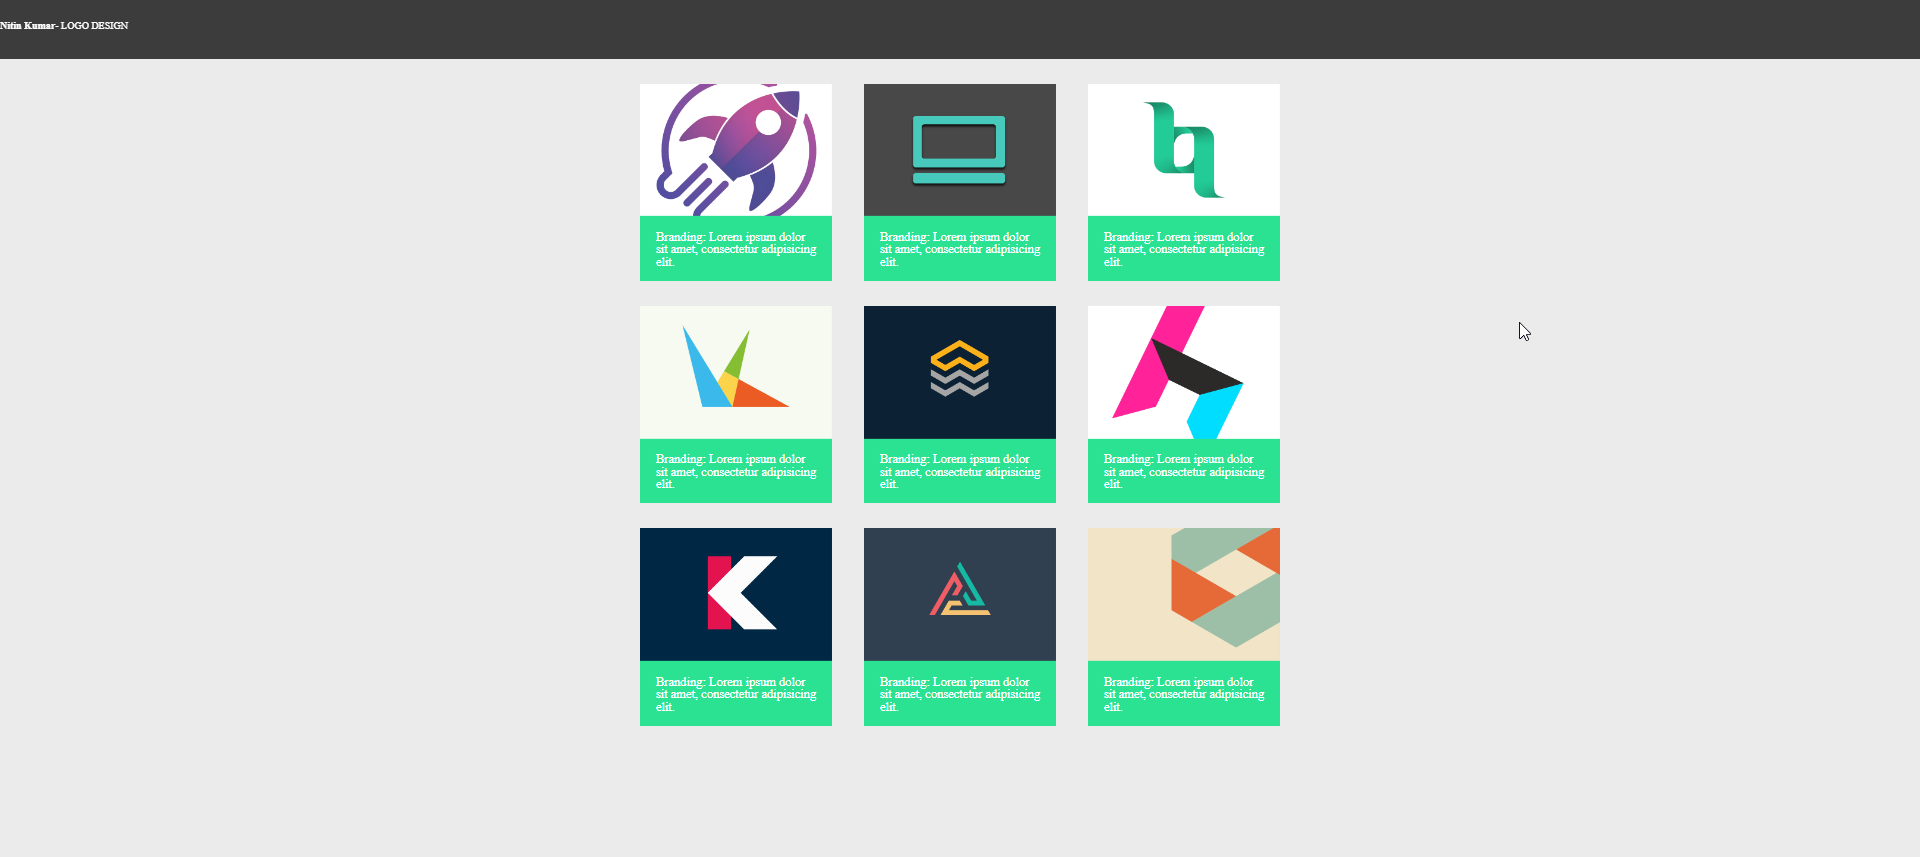 Nitin Kumar- LOGO DESIGN
Branding: Lorem ipsum dolor
sit amet, consectetur adipisicing
elit.
Branding: Lorem ipsum dolor
sit amet, consectetur adipisicing
elit.
Branding: Lorem ipsum dolor
sit amet, consectetur adipisicing
elit.
Branding: Lorem ipsum dolor
sit amet, consectetur adipisicing
elit.
Branding: Lorem ipsum dolor
sit amet, consectetur adipisicing
elit.
Branding: Lorem ipsum dolor
sit amet, consectetur adipisicing
elit.
Branding: Lorem ipsum dolor
sit amet, consectetur adipisicing
elit.
Branding: Lorem ipsum dolor
sit amet, consectetur adipisicing
elit.
Branding: Lorem ipsum dolor
sit amet, consectetur adipisicing
elit.